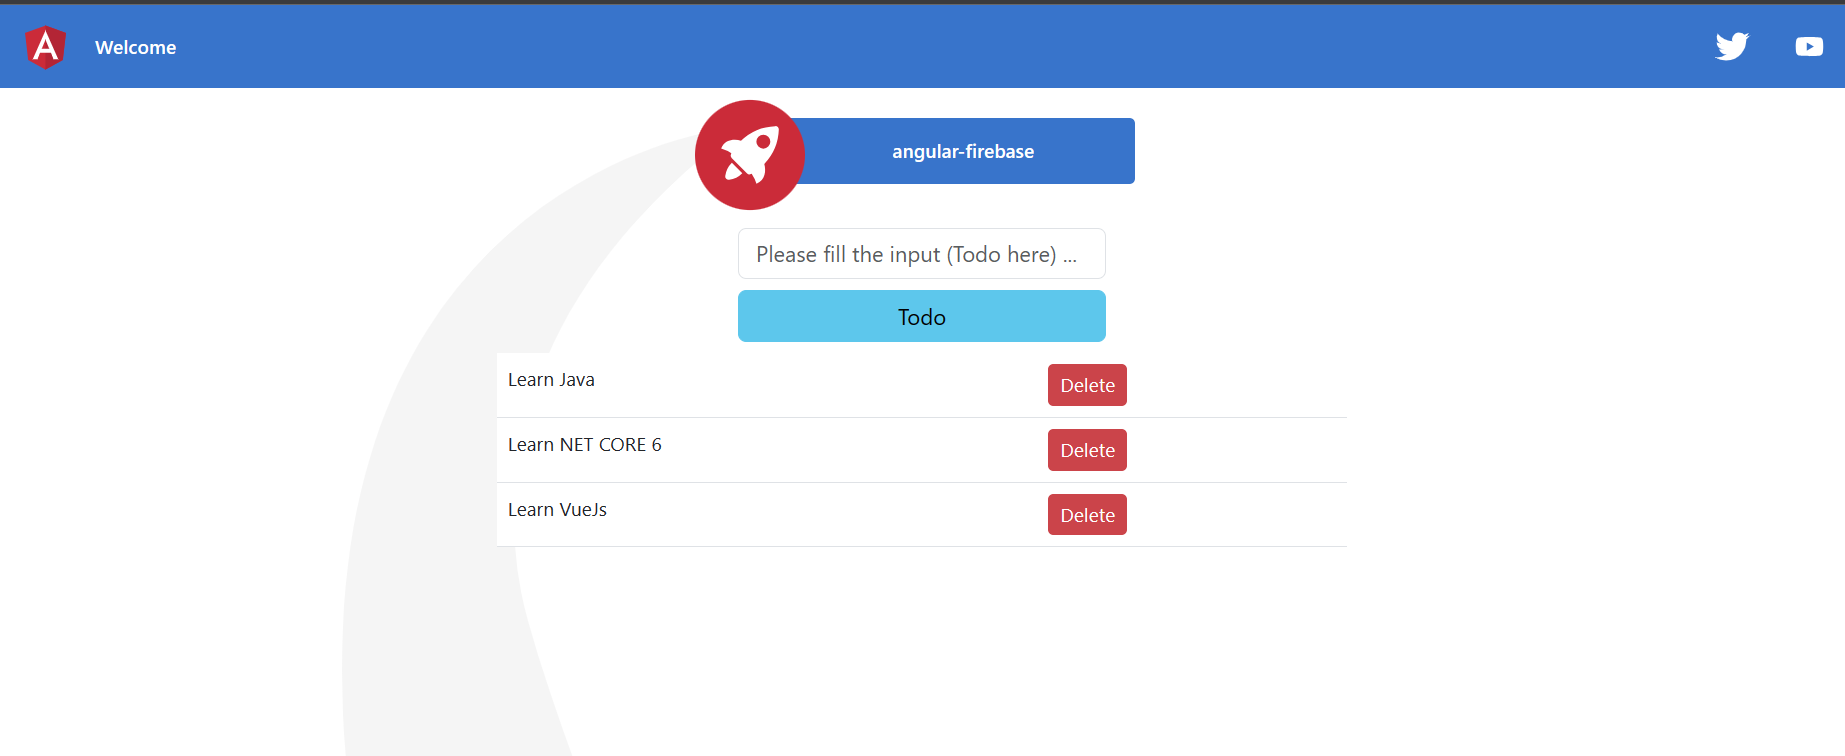 Welcome
angular-firebase
Please fill the input (Todo here) ...
Todo
Learn Java Delete
Learn NET CORE 6 Delete
Learn VueJs Delete